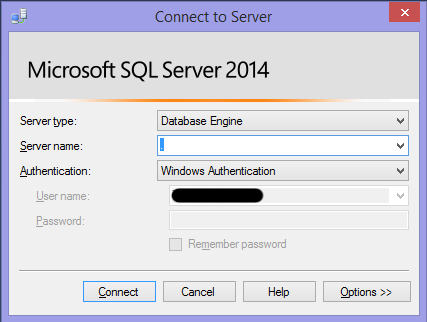 Connect to Server
Microsoft SQL Server 2014
Server type: Database Engine
Server name: .
Authentication: Windows Authentication
User name:
Password:
Remember password
Connect Cancel Help Options >>